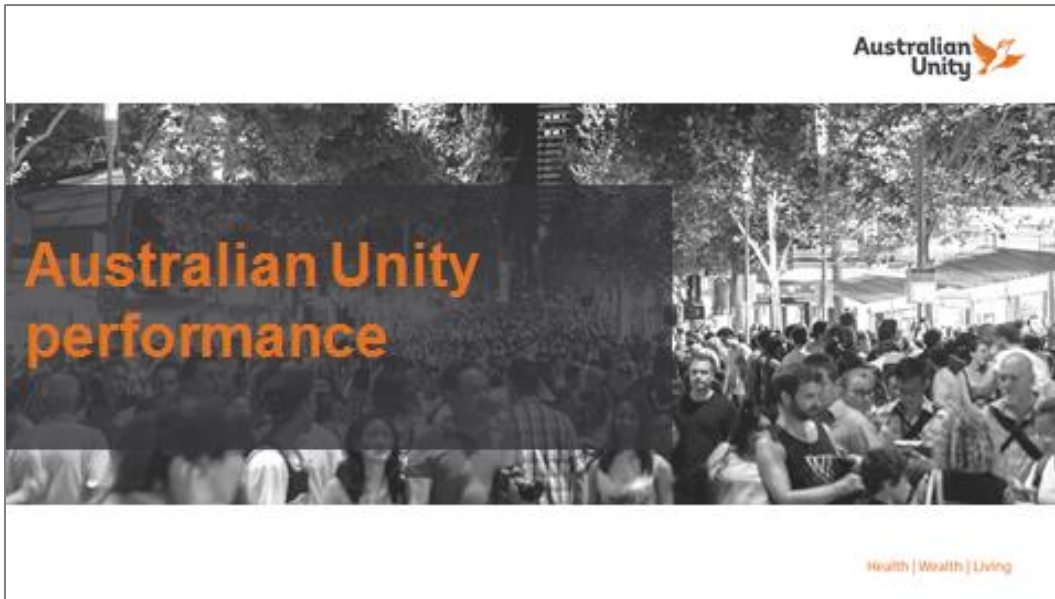 Australian
Unity
Australian Unity
performance
Health | Wealth | Living